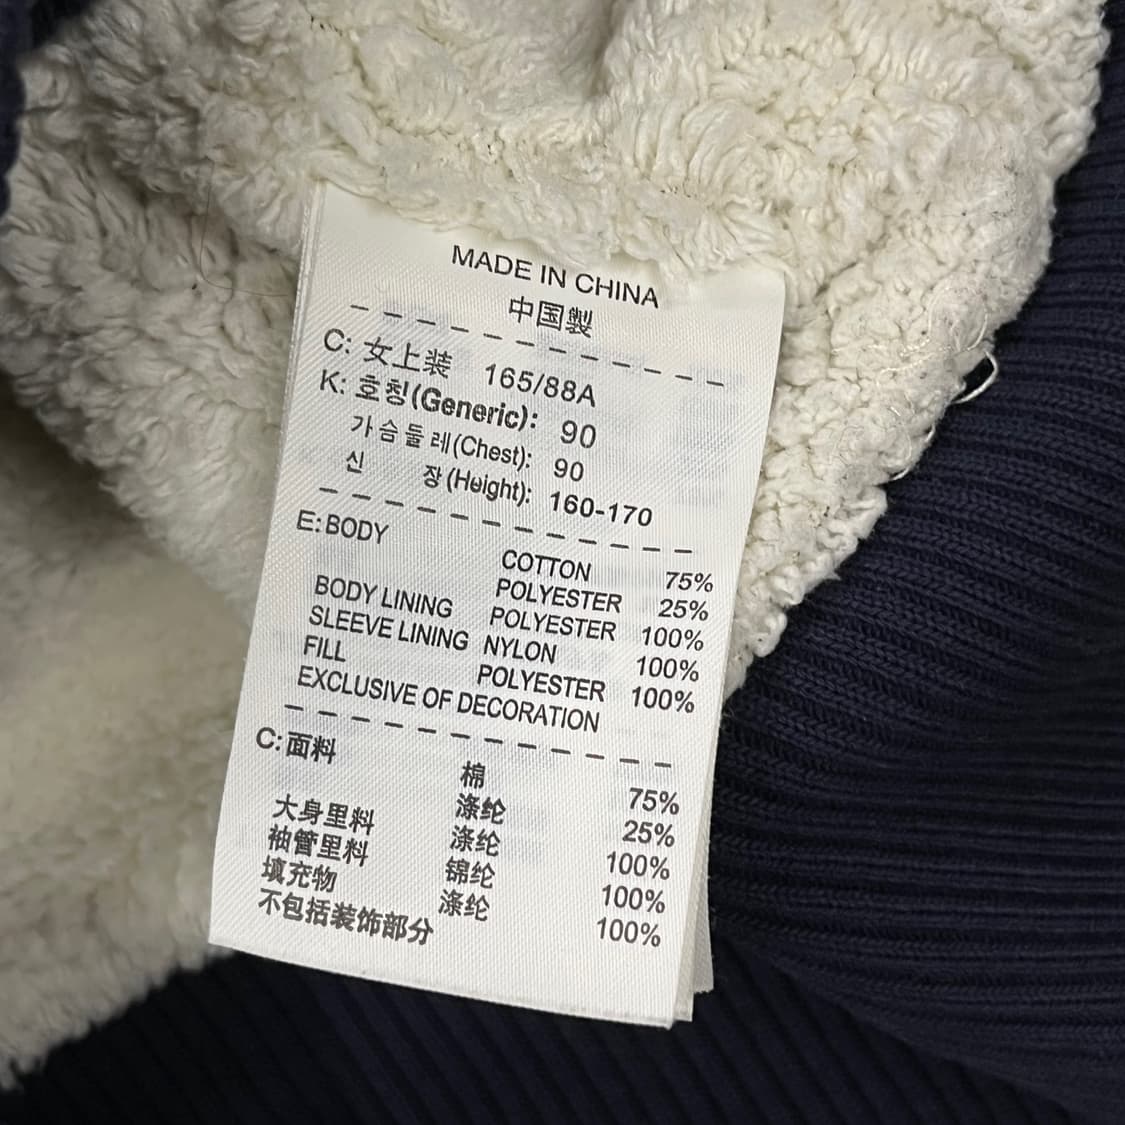 MADE IN CHINA
中国製
C: 女上装 165/88A
K: 호칭(Generic): 90
가슴둘레(Chest): 90
신 장(Height): 160-170
E: BODY
COTTON 75%
POLYESTER 25%
BODY LINING POLYESTER 100%
SLEEVE LINING NYLON 100%
FILL POLYESTER 100%
EXCLUSIVE OF DECORATION
C: 面料
棉 75%
涤纶 25%
大身里料 涤纶 100%
袖管里料 锦纶 100%
填充物 涤纶 100%
不包括装饰部分